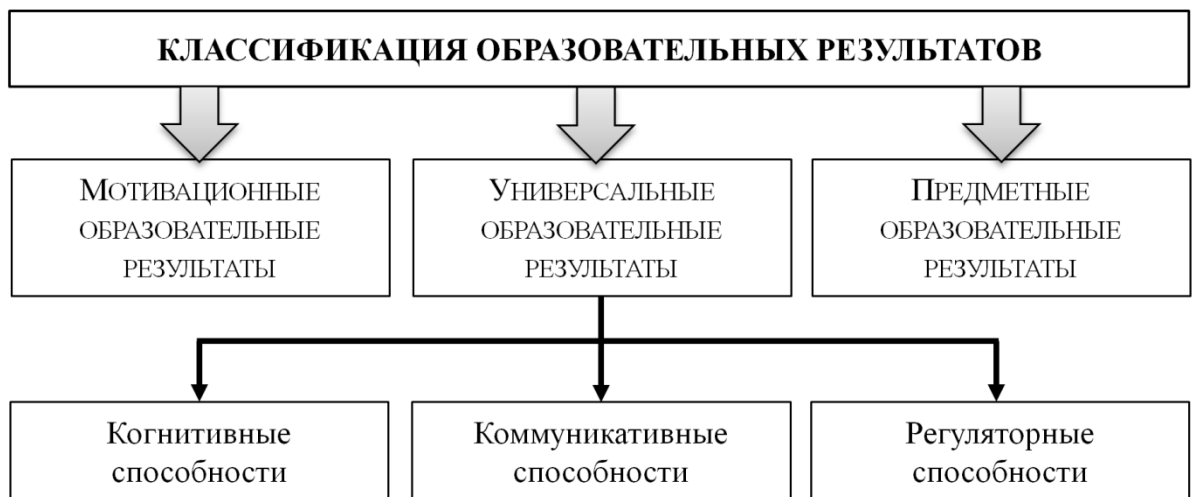 КЛАССИФИКАЦИЯ ОБРАЗОВАТЕЛЬНЫХ РЕЗУЛЬТАТОВ
МОТИВАЦИОННЫЕ
ОБРАЗОВАТЕЛЬНЫЕ
РЕЗУЛЬТАТЫ
УНИВЕРСАЛЬНЫЕ
ОБРАЗОВАТЕЛЬНЫЕ
РЕЗУЛЬТАТЫ
ПРЕДМЕТНЫЕ
ОБРАЗОВАТЕЛЬНЫЕ
РЕЗУЛЬТАТЫ
Когнитивные
способности
Коммуникативные
способности
Регуляторные
способности